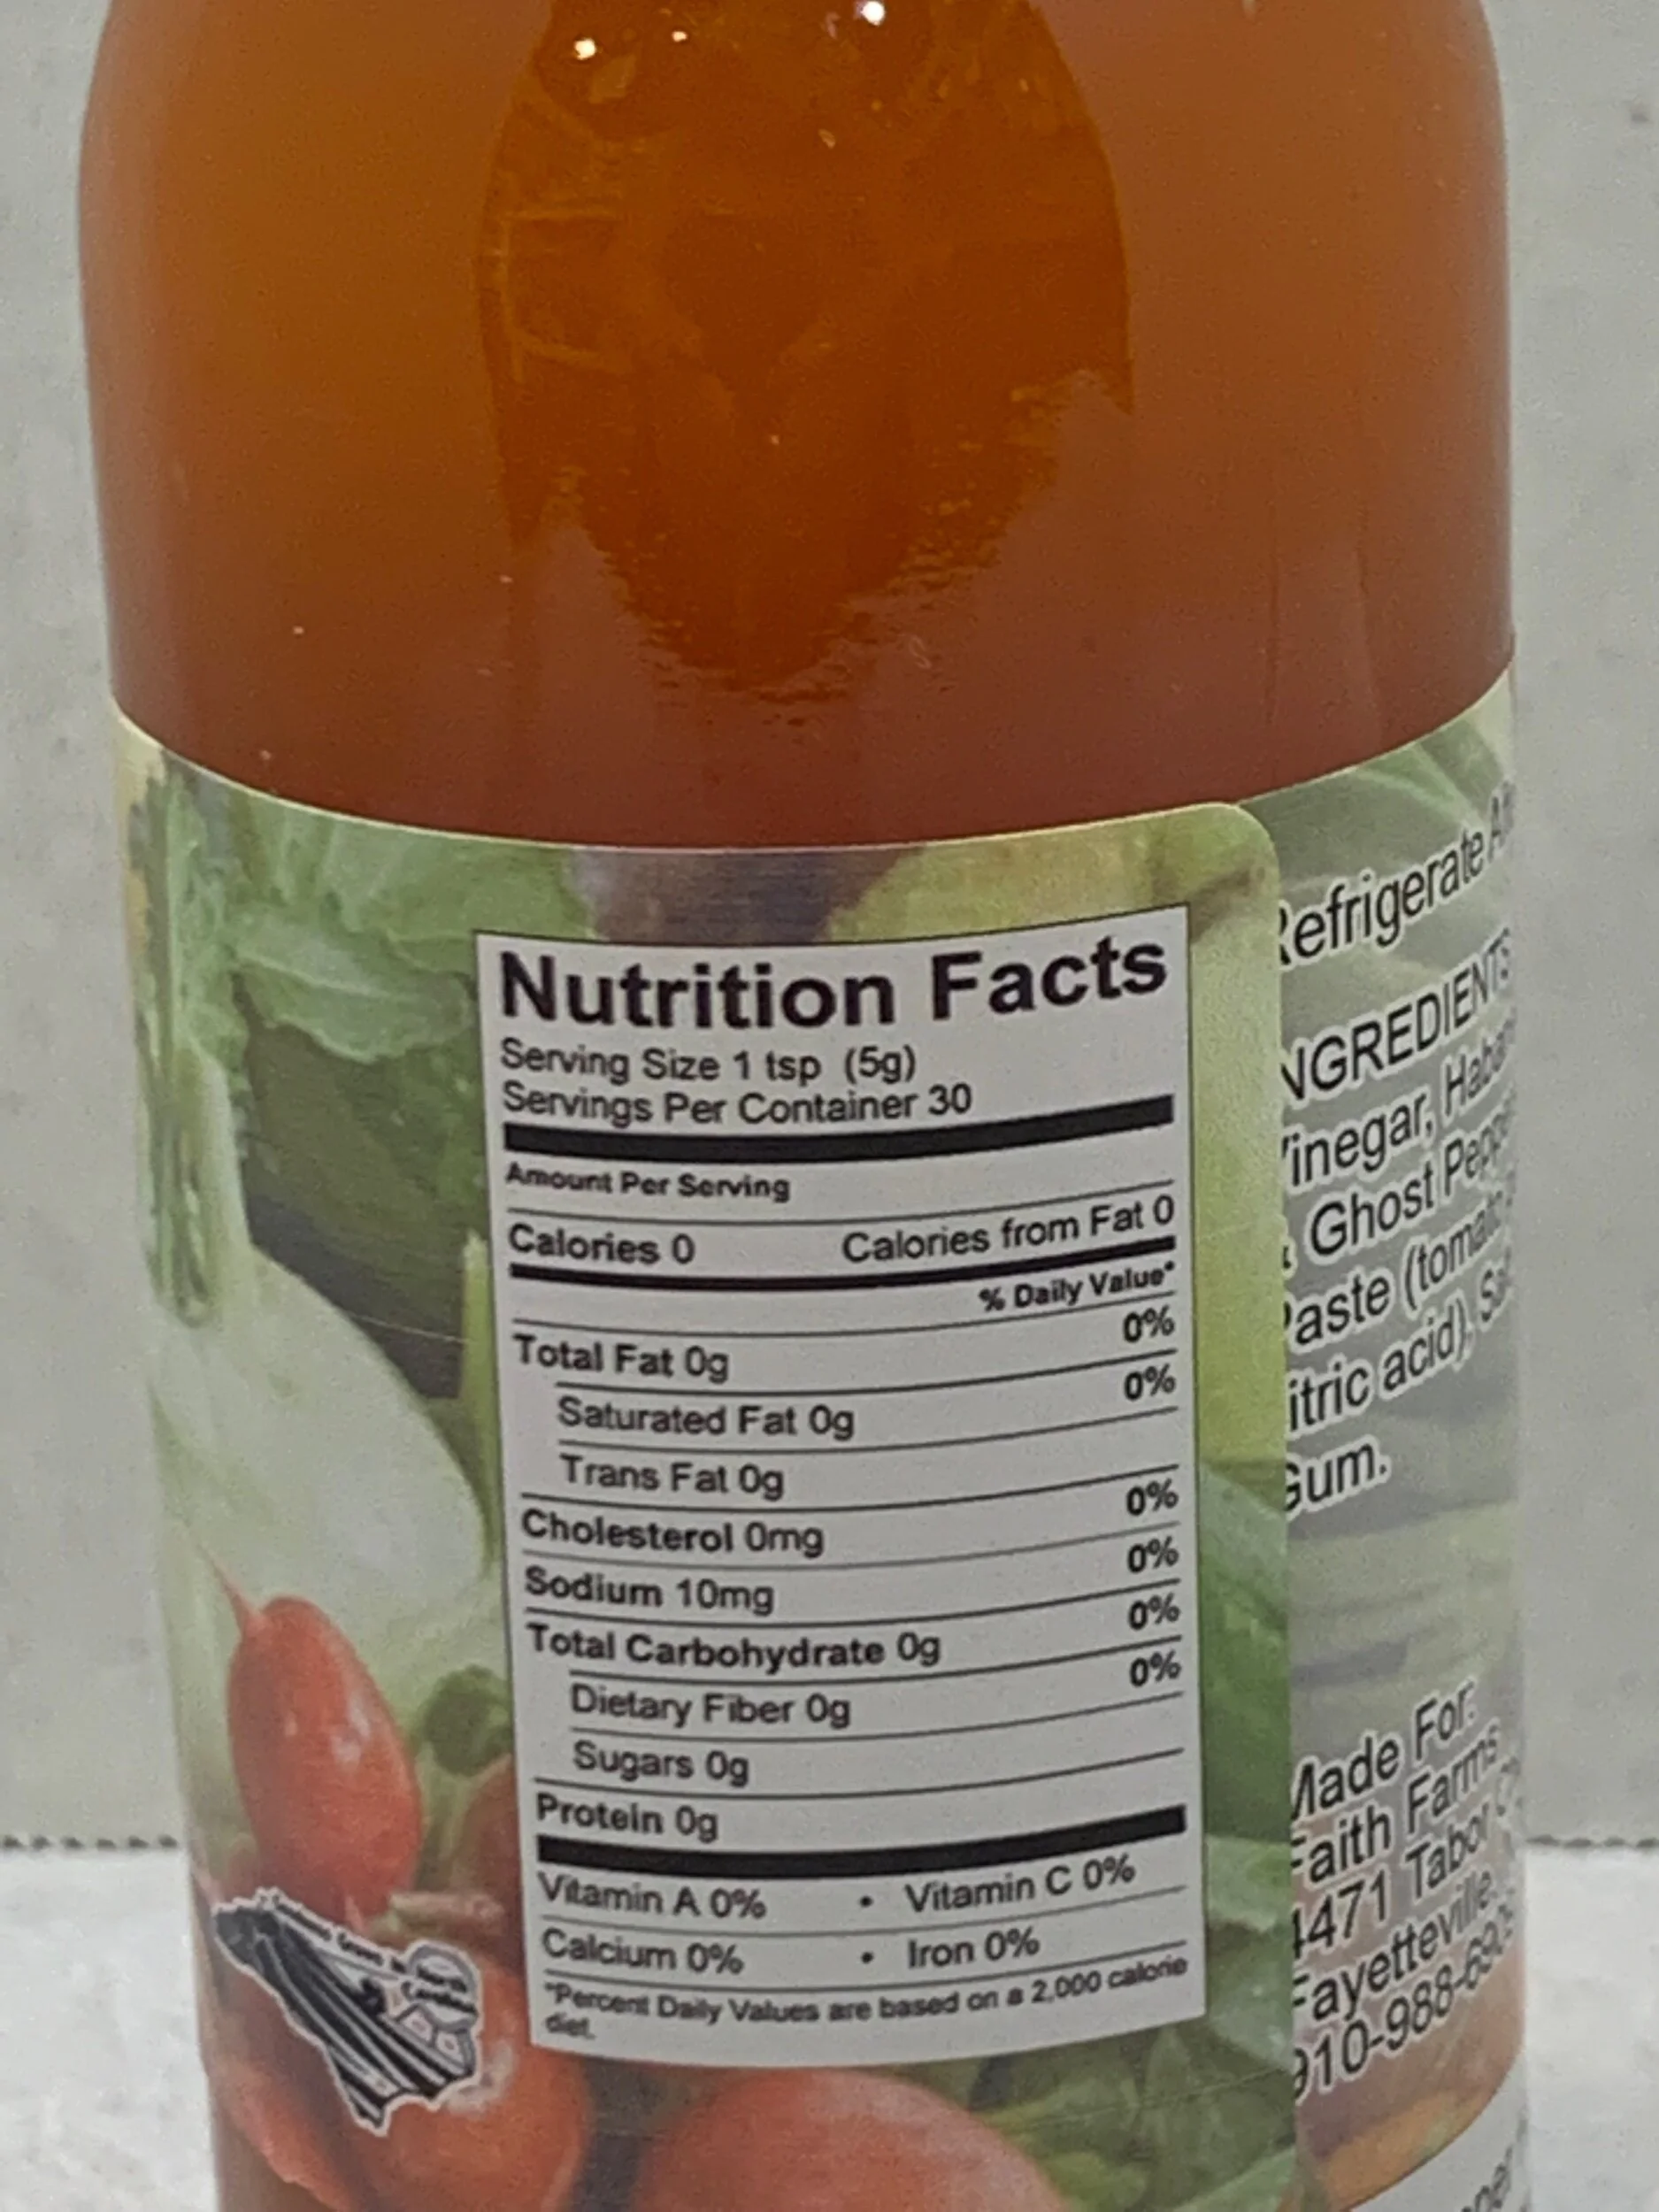 Nutrition Facts
Serving Size 1 tsp (5g)
Servings Per Container 30
Amount Per Serving
Calories 0 Calories from Fat 0
% Daily Value*
Total Fat 0g 0%
Saturated Fat 0g 0%
Trans Fat 0g
Cholesterol 0mg 0%
Sodium 10mg 0%
Total Carbohydrate 0g 0%
Dietary Fiber 0g 0%
Sugars 0g
Protein 0g
Vitamin A 0% • Vitamin C 0%
Calcium 0% • Iron 0%
*Percent Daily Values are based on a 2,000 calorie
diet.
Refrigerate
INGREDIENTS
Vinegar,
& Ghost
Paste
citric acid),
Gum.
Made For:
Faith Farms
4471 Tabor
Fayetteville,
North
Carolina